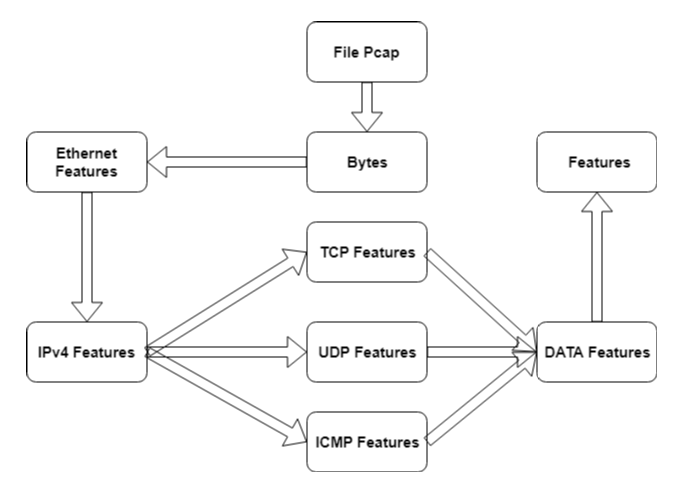 File Pcap
Ethernet
Features
Bytes
Features
TCP Features
IPv4 Features
UDP Features
DATA Features
ICMP Features